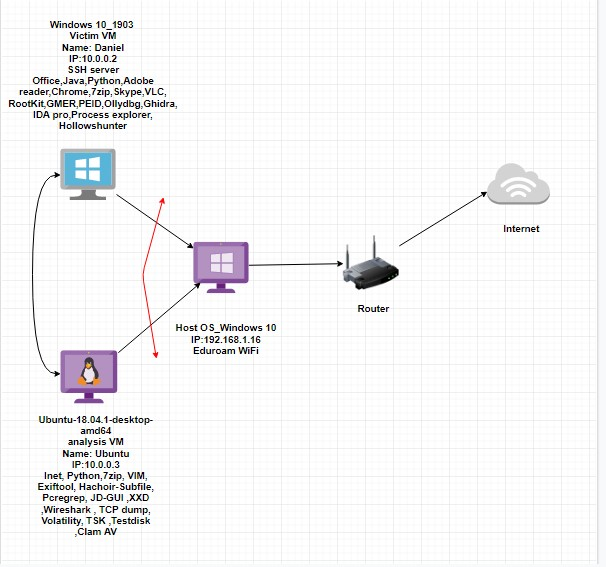 Windows 10_1903
Victim VM
Name: Daniel
IP:10.0.0.2
SSH server
Office,Java,Python,Adobe
reader,Chrome,7zip,Skype,VLC,
RootKit,GMER,PEID,Ollydbg,Ghidra,
IDA pro,Process explorer,
Hollowshunter
Internet
Router
Host OS_Windows 10
IP:192.168.1.16
Eduroam WiFi
Ubuntu-18.04.1-desktop-
amd64
analysis VM
Name: Ubuntu
IP:10.0.0.3
Inet, Python,7zip, VIM,
Exiftool, Hachoir-Subfile,
Pcregrep, JD-GUI ,XXD
,Wireshark , TCP dump,
Volatility, TSK ,Testdisk
,Clam AV